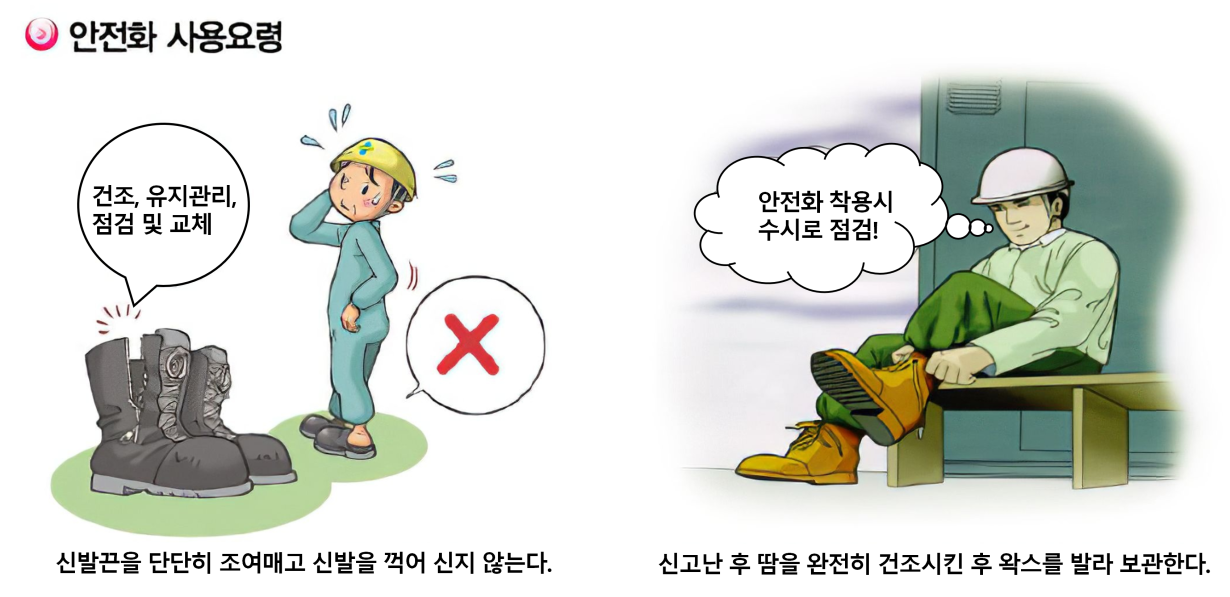 안전화 사용요령
건조, 유지관리,
점검 및 교체
안전화 착용시
수시로 점검!
신발끈을 단단히 조여매고 신발을 꺽어 신지 않는다.
신고난 후 땀을 완전히 건조시킨 후 왁스를 발라 보관한다.